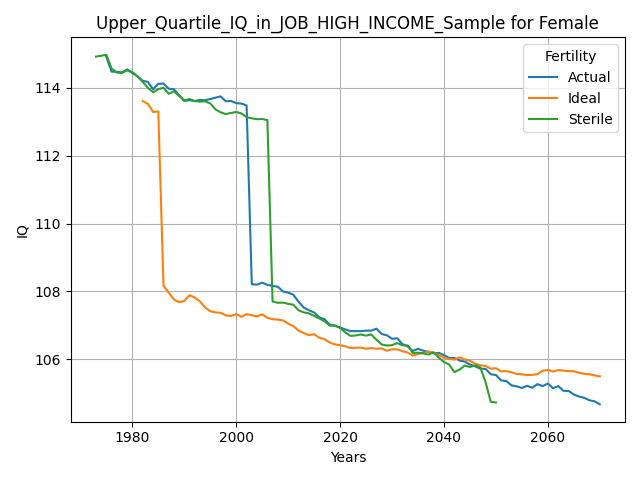 Upper_Quartile_IQ_in_JOB_HIGH_INCOME_Sample for Female
Fertility
Actual
Ideal
Sterile
IQ
114
112
110
108
106
1980
2000
2020
2040
2060
Years